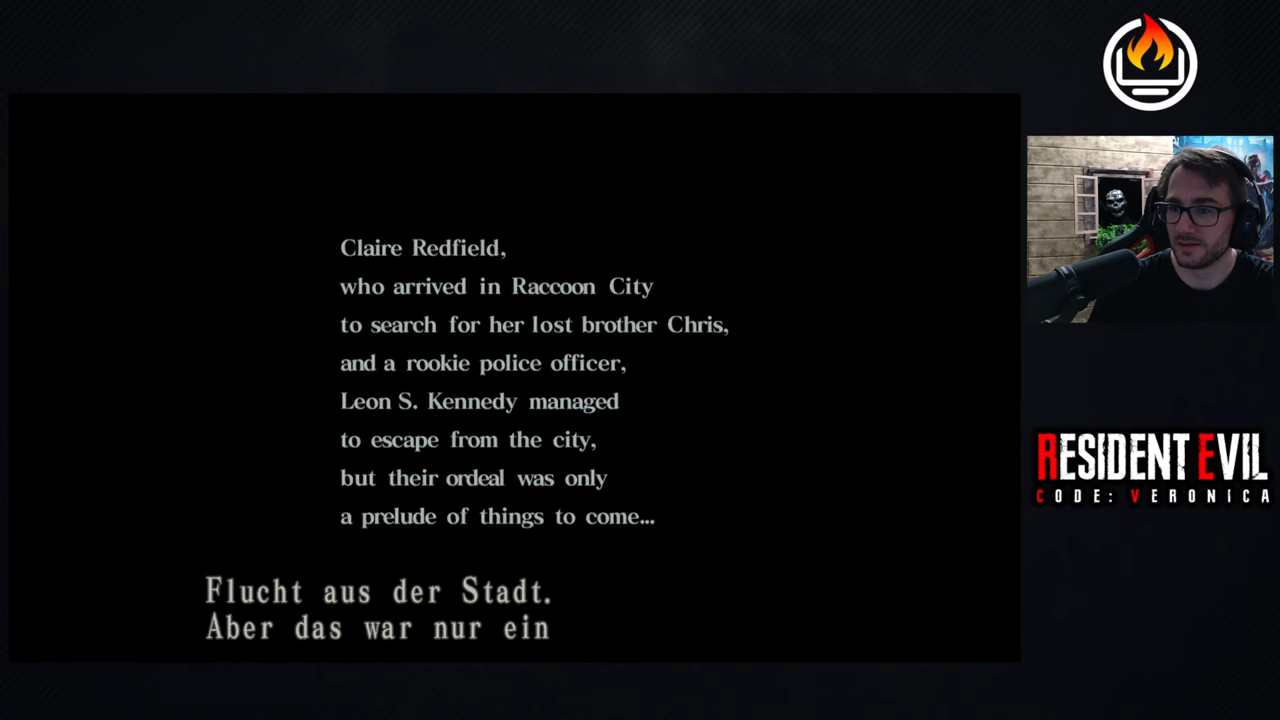 Claire Redfield,
who arrived in Raccoon City
to search for her lost brother Chris,
and a rookie police officer,
Leon S. Kennedy managed
to escape from the city,
but their ordeal was only
a prelude of things to come...
Flucht aus der Stadt.
Aber das war nur ein
RESIDENT EVIL
CODE: VERONICA